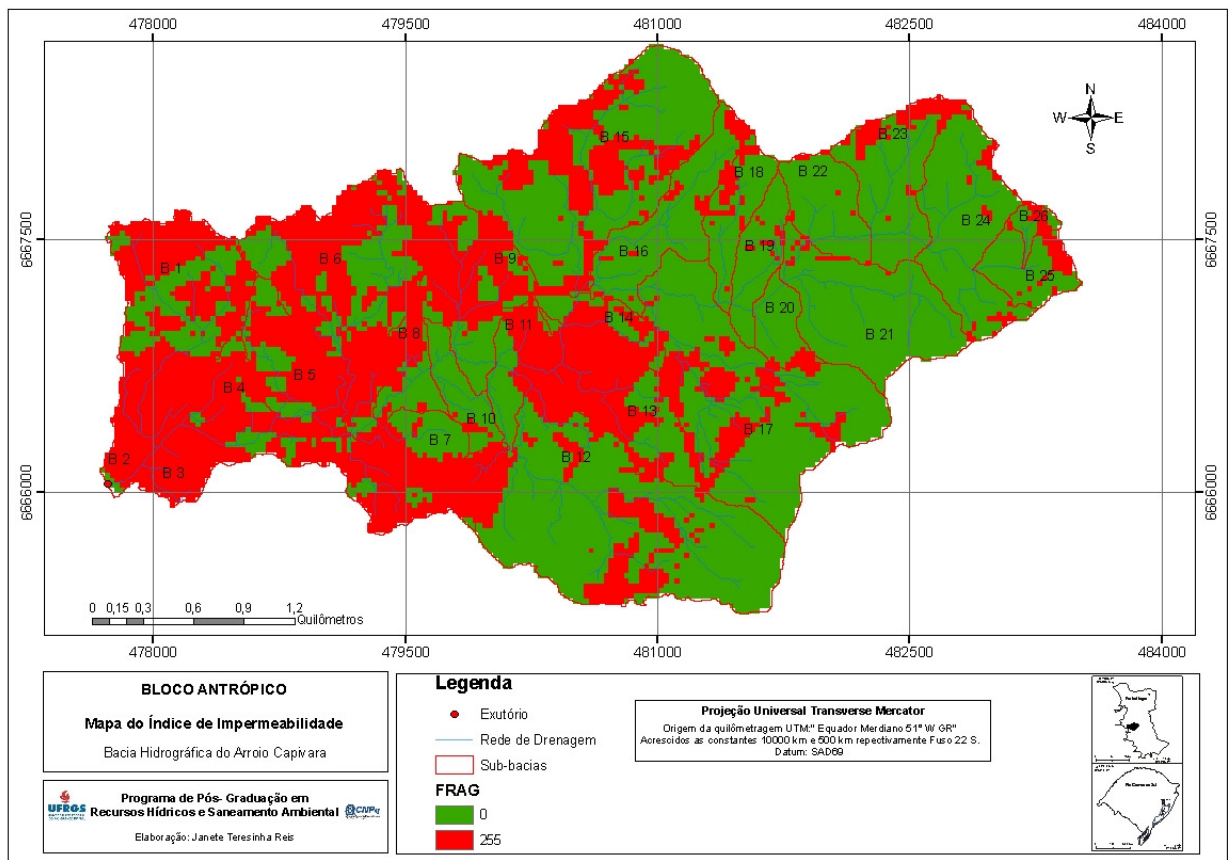 478000 479500 481000 482500 484000
N
W E
S
B 15
B 23
B 18
B 22
B 24
B 26
6667500
B 16
B 19
B 9
B 6
B 1
B 25
B 20
B 14
B 11
B 8
B 21
B 5
B 4
B 13
B 10
B 17
B 7
B 12
B 2
B 3
6666000 6666000
0 0,15 0,3 0,6 0,9 1,2
Quilômetros
478000 479500 481000 482500 484000
BLOCO ANTRÓPICO
Mapa do Índice de Impermeabilidade
Bacia Hidrográfica do Arroio Capivara
UFRGS
Programa de Pós- Graduação em
Recursos Hídricos e Saneamento Ambiental
CNPq
Elaboração: Janete Teresinha Reis
Legenda
Exutório
Rede de Drenagem
Sub-bacias
FRAG
0
255
Projeção Universal Transverse Mercator
Origem da quilômetragem UTM:" Equador Merdiano 51° W GR"
Acrescidos as constantes 10000 km e 500 km repectivamente Fuso 22 S.
Datum: SAD69